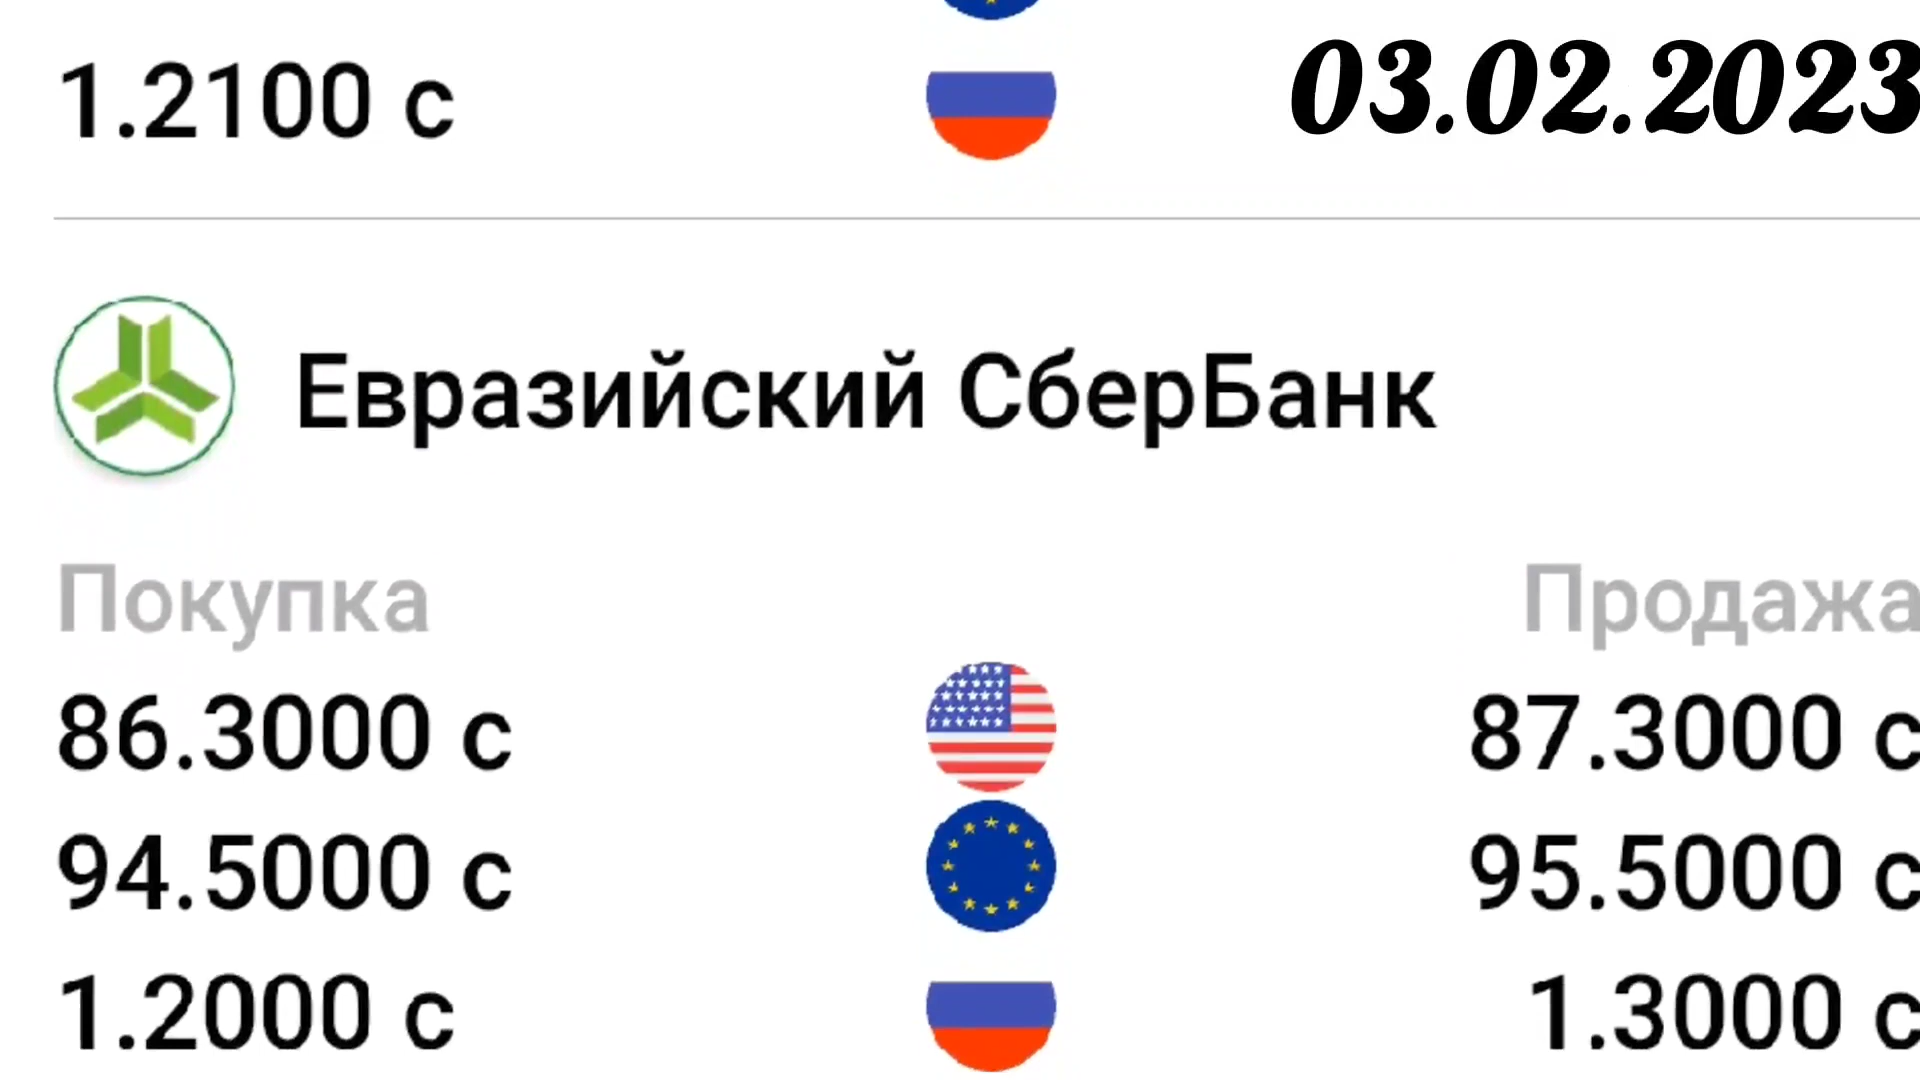 1.2100 с 03.02.2023
Евразийский СберБанк
Покупка Продажа
86.3000 с 87.3000 с
94.5000 с 95.5000 с
1.2000 с 1.3000 с